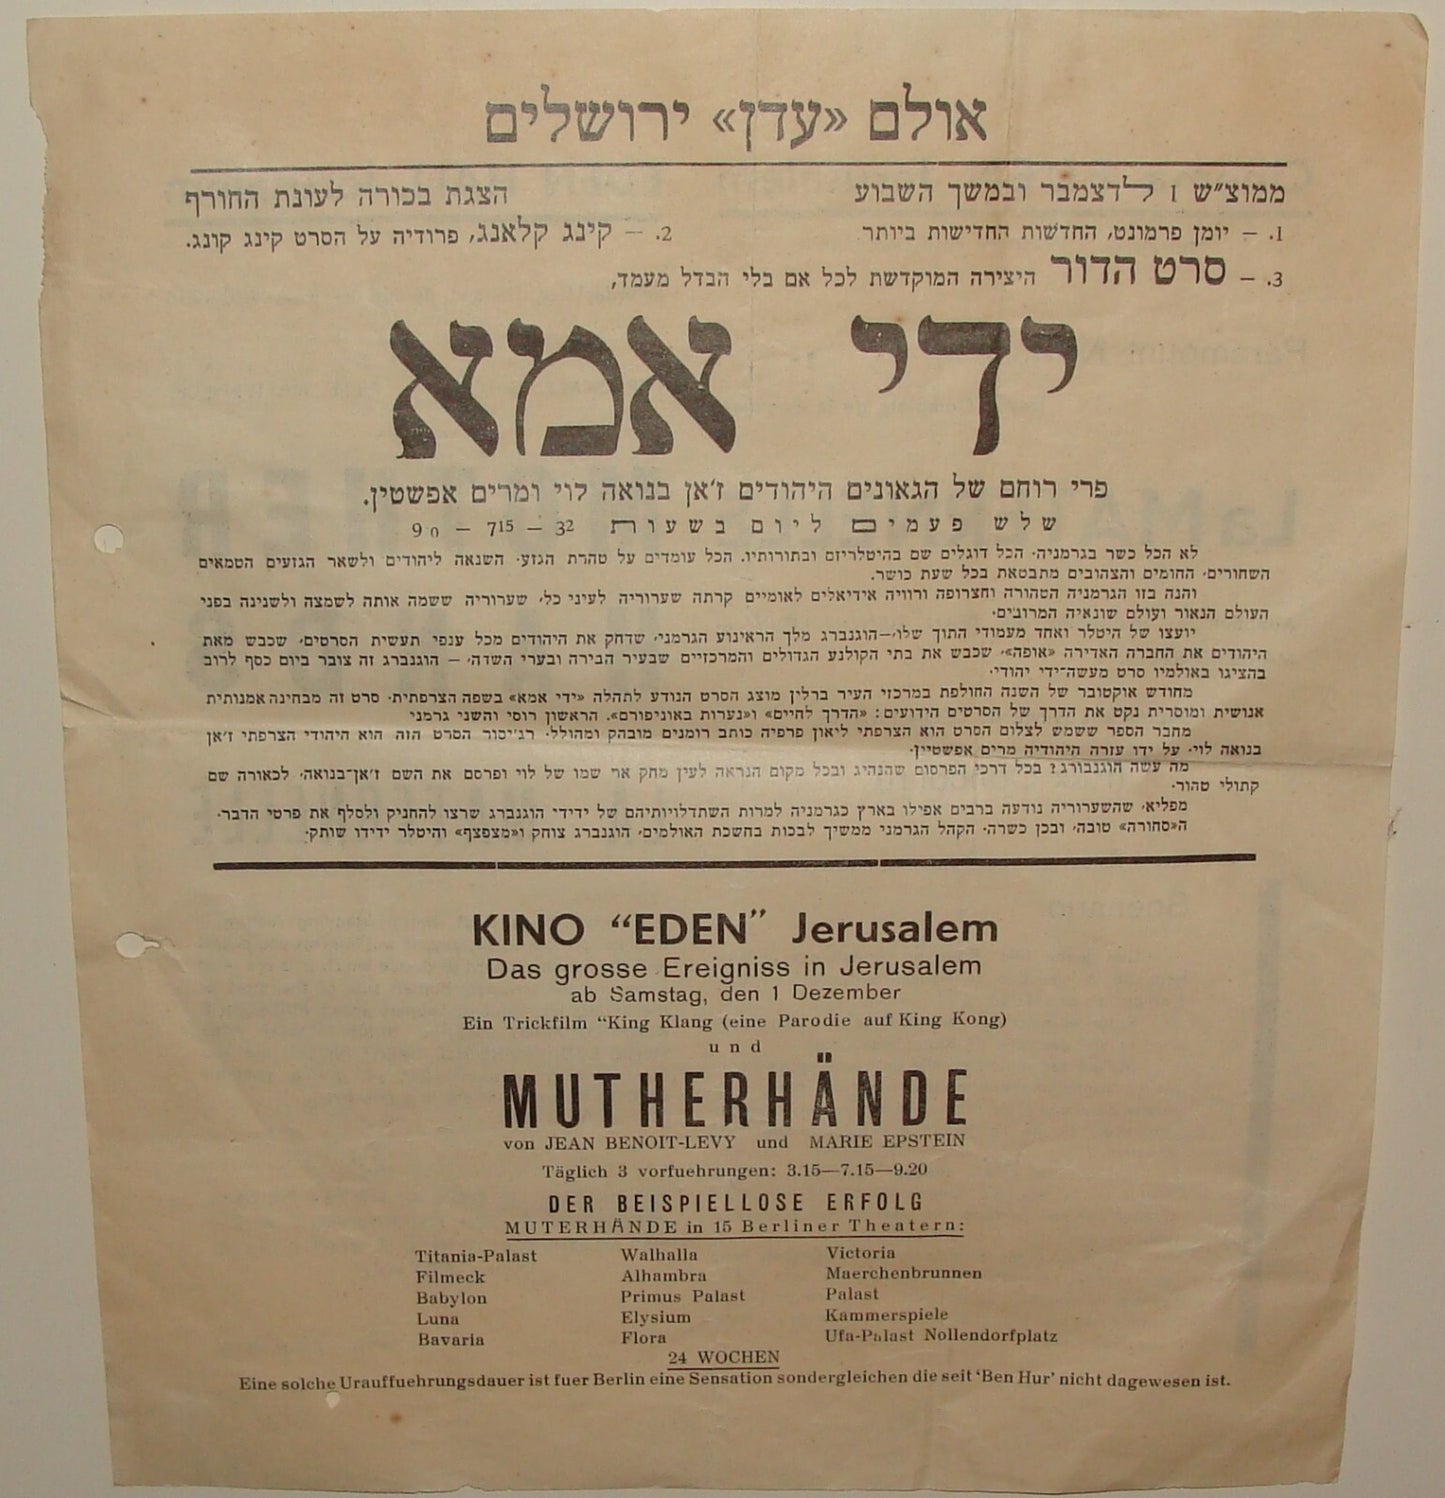 אולם «עדן» ירושלים
ממוצ״ש 1 לדצמבר ובמשך השבוע הצגת בכורה לעונת החורף
1. — יומן פרמונט, החדשות החדישות ביותר 2. — קינג קלאנג, פרודיה על הסרט קינג קונג.
3. — סרט הדור היצירה המוקדשת לכל אם בלי הבדל מעמד,
ידי אמא
פרי רוחם של הגאונים היהודים ז'אן בנואה לוי ומרים אפשטין.
שלש פעמים ליום בשעות 32 — 715 — 90
לא הכל כשר בגרמניה. הכל דוגלים שם בהיטלריזם ובתורותיו. הכל עומדים על טהרת הגזע. השנאה ליהודים ולשאר הגזעים הטמאים
השחורים, החומים והצהובים מתבטאת בכל שעת כושר.
והנה בזו הגרמניה הטהורה וחצרופה ורוויה אידיאלים לאומיים קרתה שערוריה לעיני כל, שערוריה ששמה אותה לשמצה ולשנינה בפני
העולם הנאור ועולם שונאיה המרובים.
יועצו של היטלר ואחד מעמודי התוך שלו,—הוגנברג מלך הראינוע הגרמני, שדחק את היהודים מכל ענפי תעשית הסרטים, שכבש מאת
היהודים את החברה האדירה «אופה», שכבש את בתי הקולנע הגדולים והמרכזיים שבעיר הבירה ובערי השדה, — הוגנברג זה צובר ביום כסף לרוב
בהציגו באולמיו סרט מעשה־ידי יהודי.
מחודש אוקטובר של השנה החולפת במרכזי העיר ברלין מוצג הסרט הנודע לתהלה «ידי אמא» בשפה הצרפתית. סרט זה מבחינה אמנותית
אנושית ומוסרית נקט את הדרך של הסרטים הידועים: «הדרך לחיים» ו«נערות באוניפורם». הראשון רוסי והשני גרמני
מחבר הספר ששמש לצלום הסרט הוא הצרפתי ליאון פרפיה כותב רומנים מובהק ומהולל. רג'יסור הסרט הזה הוא היהודי הצרפתי ז'אן
בנואה לוי. על ידו עזרה היהודיה מרים אפשטיין.
מה עשה הוגנבורג? בכל דרכי הפרסום שהנהיג ובכל מקום הנראה לעין מחק את שמו של לוי ופרסם את השם ז'אן־בנואה, לכאורה שם
קתולי טהור.
מפליא, שהשערוריה נודעה ברבים אפילו בארץ כגרמניה למרות השתדלויותיהם של ידידי הוגנברג שרצו להחניק ולסלף את פרטי הדבר.
ה«סחורה» טובה, ובכן כשרה. הקהל הגרמני ממשיך לבכות בחשכת האולמים, הוגנברג צוחק ו«מצפצף» והיטלר ידידו שותק.
KINO “EDEN” Jerusalem
Das grosse Ereigniss in Jerusalem
ab Samstag, den 1 Dezember
Ein Trickfilm “King Klang (eine Parodie auf King Kong)
und
MUTHERHÄNDE
von JEAN BENOIT-LEVY und MARIE EPSTEIN
Täglich 3 vorfuehrungen: 3.15—7.15—9.20
DER BEISPIELLOSE ERFOLG
MUTERHÄNDE in 15 Berliner Theatern:
Titania-Palast Walhalla Victoria
Filmeck Alhambra Maerchenbrunnen
Babylon Primus Palast Palast
Luna Elysium Kammerspiele
Bavaria Flora Ufa-Palast Nollendorfplatz
24 WOCHEN
Eine solche Urauffuehrungsdauer ist fuer Berlin eine Sensation sondergleichen die seit ‘Ben Hur’ nicht dagewesen ist.